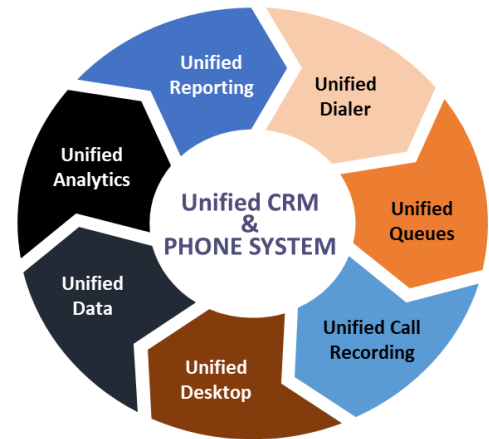 Unified
Reporting
Unified
Dialer
Unified
Queues
Unified Call
Recording
Unified
Desktop
Unified
Data
Unified
Analytics
Unified CRM
&
PHONE SYSTEM